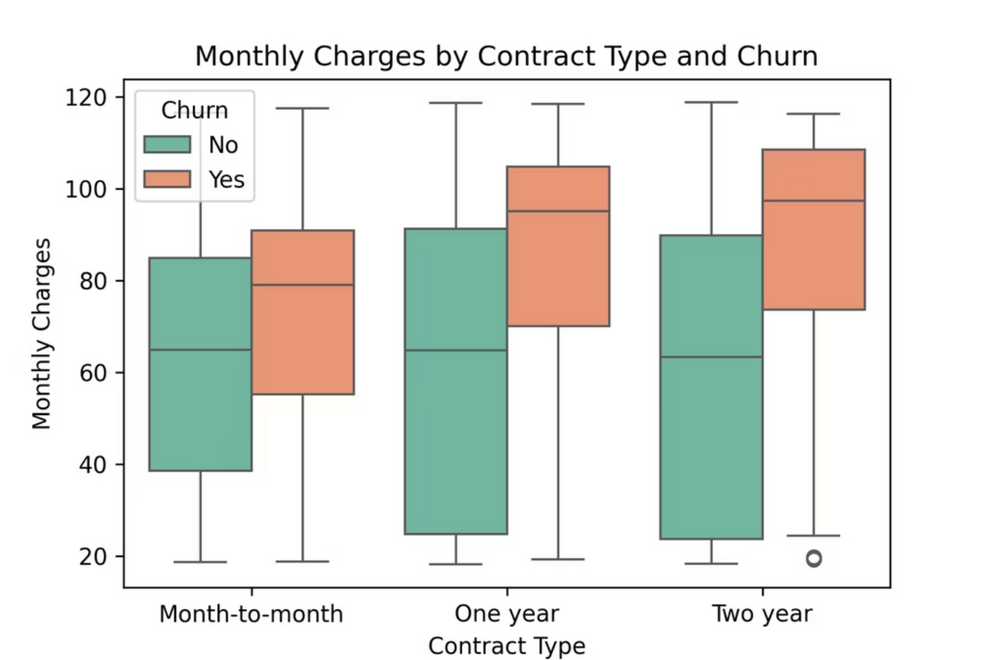 Monthly Charges by Contract Type and Churn
Churn
No
Yes
120
100
80
60
40
20
Monthly Charges
Month-to-month
One year
Two year
Contract Type